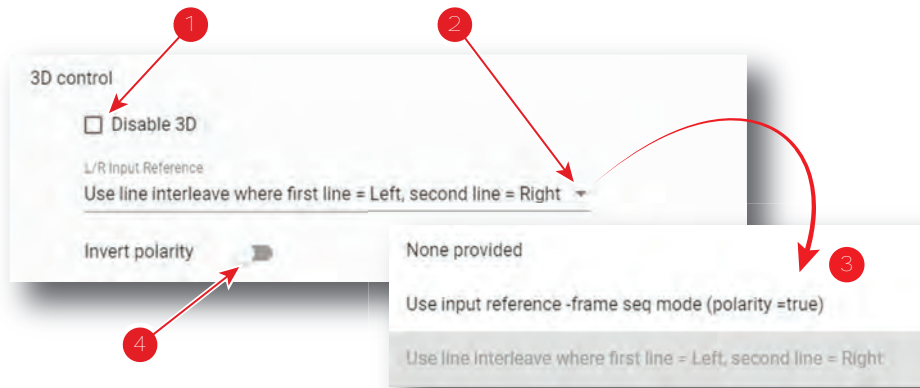 1
2
3D control
Disable 3D
L/R Input Reference
Use line interleave where first line = Left, second line = Right
Invert polarity
None provided
3
Use input reference -frame seq mode (polarity =true)
4
Use line interleave where first line = Left, second line = Right